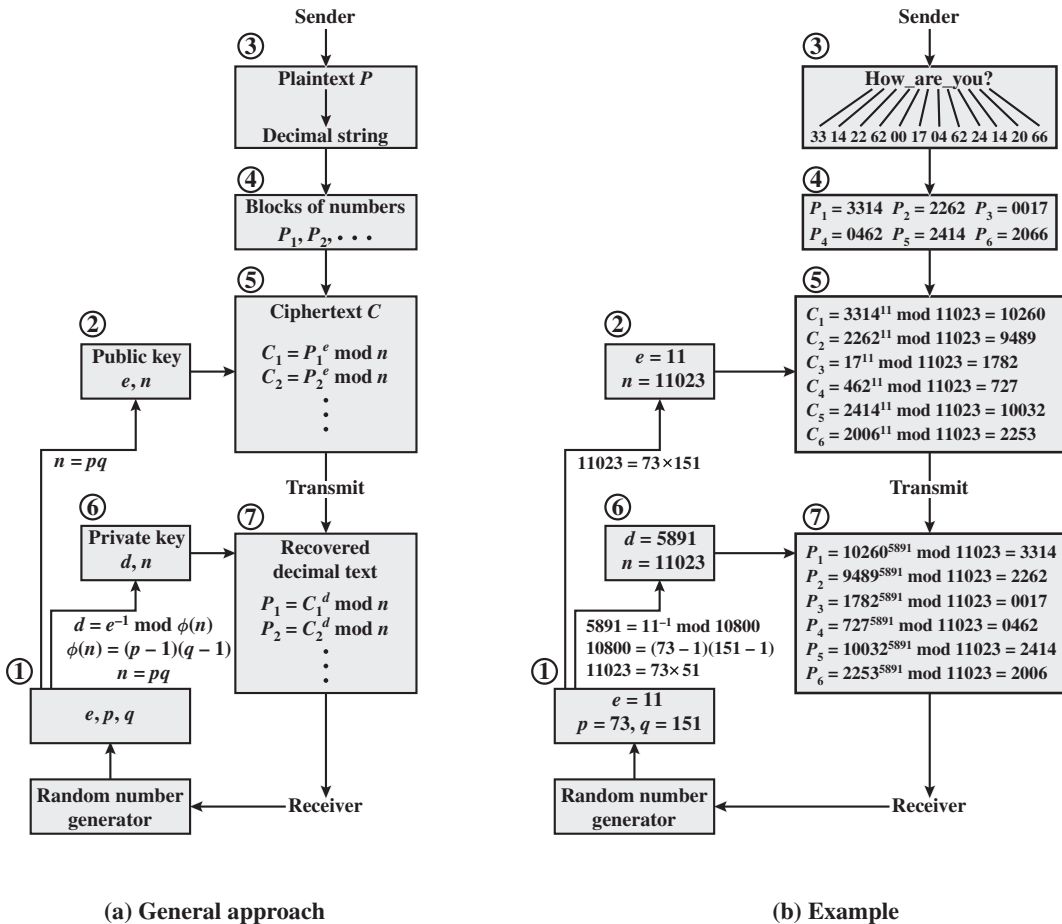 Sender
③
Plaintext P
Decimal string
④
Blocks of numbers
P₁, P₂, . . .
⑤
Ciphertext C
C₁ = P₁ᵉ mod n
C₂ = P₂ᵉ mod n
②
Public key
e, n
n = pq
Transmit
⑥
Private key
d, n
⑦
Recovered
decimal text
P₁ = C₁ᵈ mod n
P₂ = C₂ᵈ mod n
d = e⁻¹ mod ϕ(n)
ϕ(n) = (p – 1)(q – 1)
n = pq
①
e, p, q
Random number
generator
Receiver
(a) General approach
Sender
③
How_are_you?
33 14 22 62 00 17 04 62 24 14 20 66
④
P₁ = 3314 P₂ = 2262 P₃ = 0017
P₄ = 0462 P₅ = 2414 P₆ = 2066
⑤
C₁ = 3314¹¹ mod 11023 = 10260
C₂ = 2262¹¹ mod 11023 = 9489
C₃ = 17¹¹ mod 11023 = 1782
C₄ = 462¹¹ mod 11023 = 727
C₅ = 2414¹¹ mod 11023 = 10032
C₆ = 2006¹¹ mod 11023 = 2253
②
e = 11
n = 11023
11023 = 73×151
Transmit
⑥
d = 5891
n = 11023
⑦
P₁ = 10260⁵⁸⁹¹ mod 11023 = 3314
P₂ = 9489⁵⁸⁹¹ mod 11023 = 2262
P₃ = 1782⁵⁸⁹¹ mod 11023 = 0017
P₄ = 727⁵⁸⁹¹ mod 11023 = 0462
P₅ = 10032⁵⁸⁹¹ mod 11023 = 2414
P₆ = 2253⁵⁸⁹¹ mod 11023 = 2006
5891 = 11⁻¹ mod 10800
10800 = (73 – 1)(151 – 1)
11023 = 73×51
①
e = 11
p = 73, q = 151
Random number
generator
Receiver
(b) Example